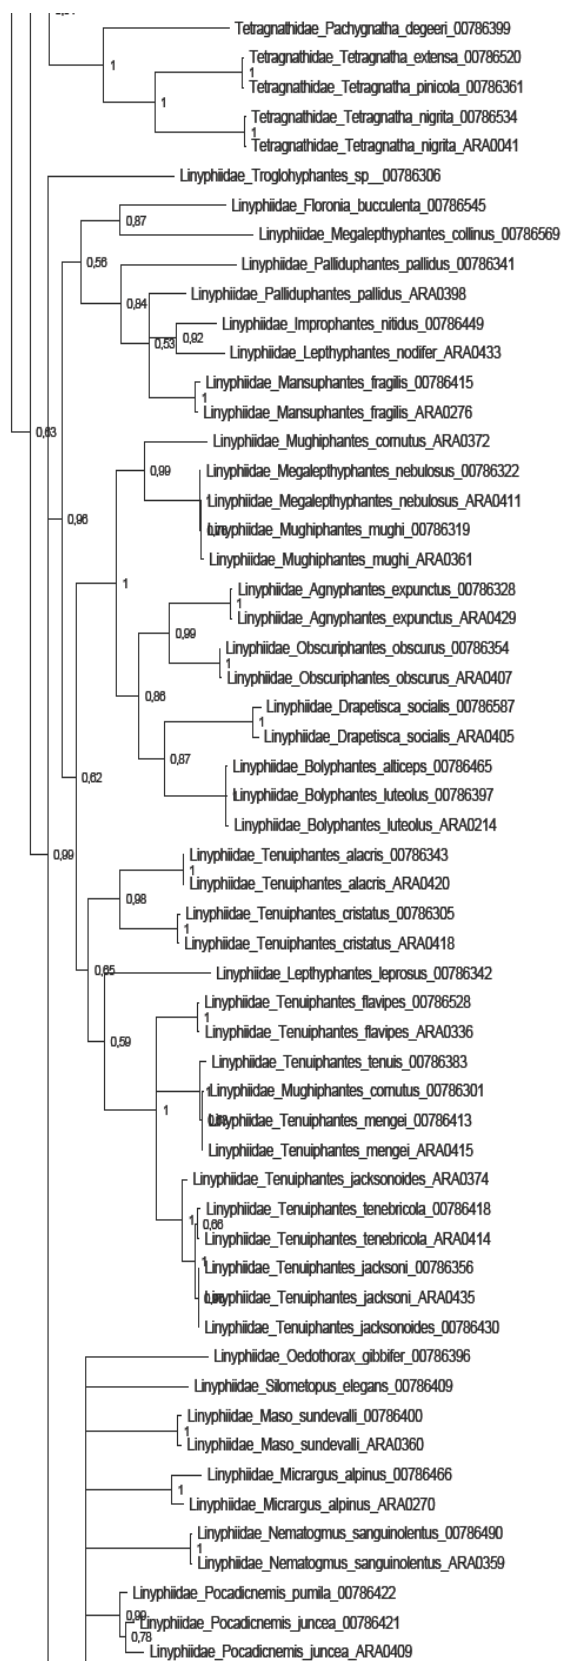 Tetragnathidae_Pachygnatha_degeeri_00786399
1
Tetragnathidae_Tetragnatha_extensa_00786520
1
Tetragnathidae_Tetragnatha_pinicola_00786361
1
Tetragnathidae_Tetragnatha_nigrita_00786534
1
Tetragnathidae_Tetragnatha_nigrita_ARA0041
Linyphiidae_Troglohyphantes_sp__00786306
Linyphiidae_Floronia_bucculenta_00786545
0,87
Linyphiidae_Megalepthyphantes_collinus_00786569
0,56
Linyphiidae_Palliduphantes_pallidus_00786341
Linyphiidae_Palliduphantes_pallidus_ARA0398
0,84
Linyphiidae_Improphantes_nitidus_00786449
0,53
0,92
Linyphiidae_Lepthyphantes_nodifer_ARA0433
Linyphiidae_Mansuphantes_fragilis_00786415
1
Linyphiidae_Mansuphantes_fragilis_ARA0276
0,63
Linyphiidae_Mughiphantes_cornutus_ARA0372
0,99
Linyphiidae_Megalepthyphantes_nebulosus_00786322
1
Linyphiidae_Megalepthyphantes_nebulosus_ARA0411
0,96
Linyphiidae_Mughiphantes_mughi_00786319
Linyphiidae_Mughiphantes_mughi_ARA0361
1
Linyphiidae_Agnyphantes_expunctus_00786328
1
Linyphiidae_Agnyphantes_expunctus_ARA0429
0,99
Linyphiidae_Obscuriphantes_obscurus_00786354
1
Linyphiidae_Obscuriphantes_obscurus_ARA0407
0,86
Linyphiidae_Drapetisca_socialis_00786587
1
Linyphiidae_Drapetisca_socialis_ARA0405
0,87
Linyphiidae_Bolyphantes_alticeps_00786465
0,62
Linyphiidae_Bolyphantes_luteolus_00786397
Linyphiidae_Bolyphantes_luteolus_ARA0214
0,99
Linyphiidae_Tenuiphantes_alacris_00786343
1
Linyphiidae_Tenuiphantes_alacris_ARA0420
0,98
Linyphiidae_Tenuiphantes_cristatus_00786305
1
Linyphiidae_Tenuiphantes_cristatus_ARA0418
0,65
Linyphiidae_Lepthyphantes_leprosus_00786342
Linyphiidae_Tenuiphantes_flavipes_00786528
1
Linyphiidae_Tenuiphantes_flavipes_ARA0336
0,59
Linyphiidae_Tenuiphantes_tenuis_00786383
1
Linyphiidae_Mughiphantes_cornutus_00786301
1
Linyphiidae_Tenuiphantes_mengei_00786413
Linyphiidae_Tenuiphantes_mengei_ARA0415
Linyphiidae_Tenuiphantes_jacksonoides_ARA0374
Linyphiidae_Tenuiphantes_tenebricola_00786418
1
0,66
Linyphiidae_Tenuiphantes_tenebricola_ARA0414
1
Linyphiidae_Tenuiphantes_jacksoni_00786356
Linyphiidae_Tenuiphantes_jacksoni_ARA0435
Linyphiidae_Tenuiphantes_jacksonoides_00786430
Linyphiidae_Oedothorax_gibbifer_00786396
Linyphiidae_Silometopus_elegans_00786409
Linyphiidae_Maso_sundevalli_00786400
1
Linyphiidae_Maso_sundevalli_ARA0360
Linyphiidae_Micrargus_alpinus_00786466
1
Linyphiidae_Micrargus_alpinus_ARA0270
Linyphiidae_Nematogmus_sanguinolentus_00786490
1
Linyphiidae_Nematogmus_sanguinolentus_ARA0359
Linyphiidae_Pocadicnemis_pumila_00786422
0,99
Linyphiidae_Pocadicnemis_juncea_00786421
0,78
Linyphiidae_Pocadicnemis_juncea_ARA0409